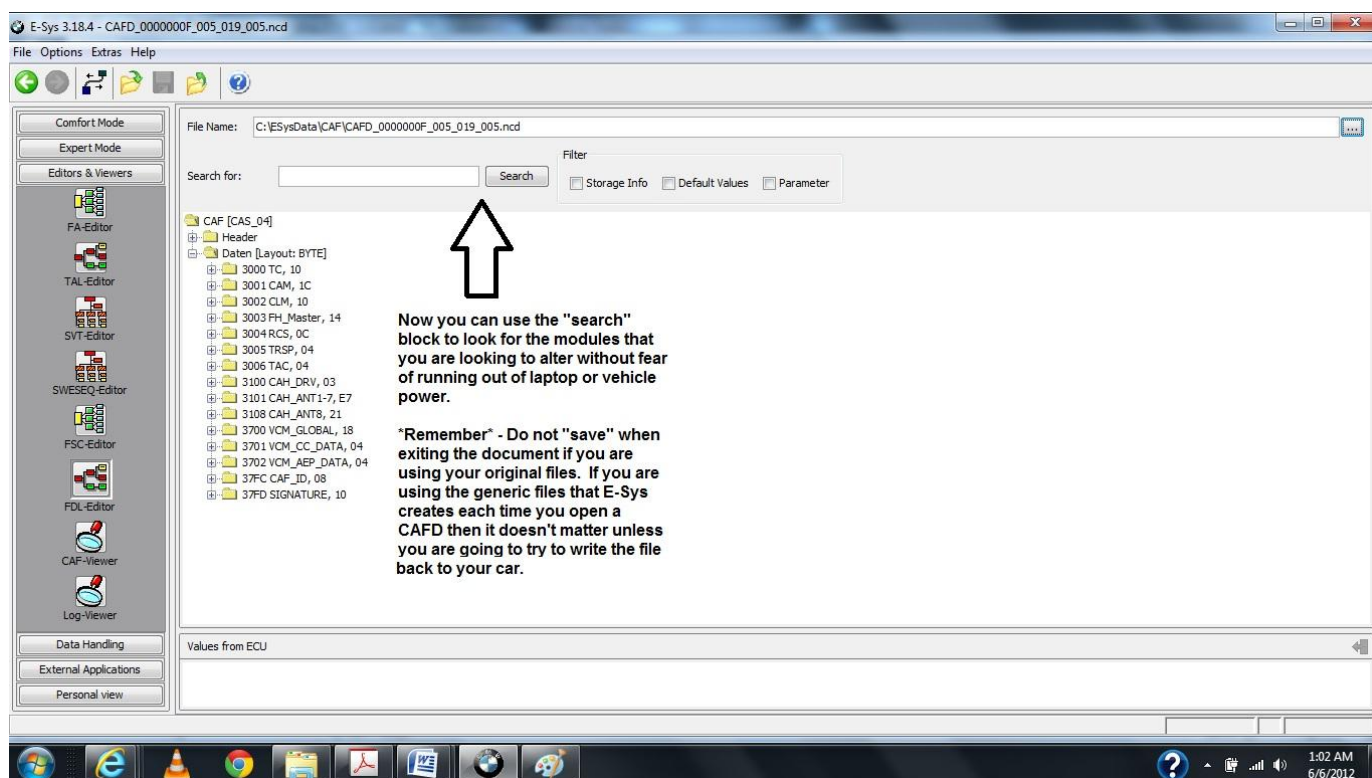 E-Sys 3.18.4 - CAFD_0000000F_005_019_005.ncd
File Options Extras Help
Comfort Mode
Expert Mode
Editors & Viewers
FA-Editor
TAL-Editor
SVT-Editor
SWESEQ-Editor
FSC-Editor
FDL-Editor
CAF-Viewer
Log-Viewer
Data Handling
External Applications
Personal view
File Name: C:\ESysData\CAF\CAFD_0000000F_005_019_005.ncd
...
Filter
Search for: Search Storage Info Default Values Parameter
CAF [CAS_04]
Header
Daten [Layout: BYTE]
3000 TC, 10
3001 CAM, 1C
3002 CLM, 10
3003 FH_Master, 14
3004 RCS, 0C
3005 TRSP, 04
3006 TAC, 04
3100 CAH_DRV, 03
3101 CAH_ANT1-7, E7
3108 CAH_ANT8, 21
3700 VCM_GLOBAL, 18
3701 VCM_CC_DATA, 04
3702 VCM_AEP_DATA, 04
37FC CAF_ID, 08
37FD SIGNATURE, 10
Now you can use the "search"
block to look for the modules that
you are looking to alter without fear
of running out of laptop or vehicle
power.
*Remember* - Do not "save" when
exiting the document if you are
using your original files. If you are
using the generic files that E-Sys
creates each time you open a
CAFD then it doesn't matter unless
you are going to try to write the file
back to your car.
Values from ECU
1:02 AM
6/6/2012